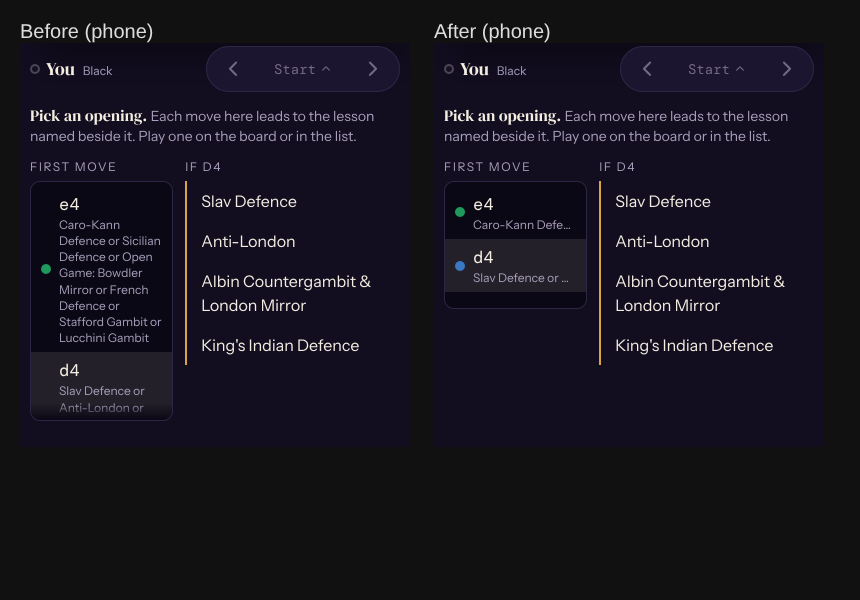 Before (phone)
You Black
Start
Pick an opening. Each move here leads to the lesson
named beside it. Play one on the board or in the list.
FIRST MOVE
IF D4
e4
Caro-Kann
Defence or Sicilian
Defence or Open
Game: Bowdler
Mirror or French
Defence or
Stafford Gambit or
Lucchini Gambit
d4
Slav Defence or
Anti-London or
Slav Defence
Anti-London
Albin Countergambit &
London Mirror
King's Indian Defence
After (phone)
You Black
Start
Pick an opening. Each move here leads to the lesson
named beside it. Play one on the board or in the list.
FIRST MOVE
IF D4
e4
Caro-Kann Defe...
d4
Slav Defence or ...
Slav Defence
Anti-London
Albin Countergambit &
London Mirror
King's Indian Defence